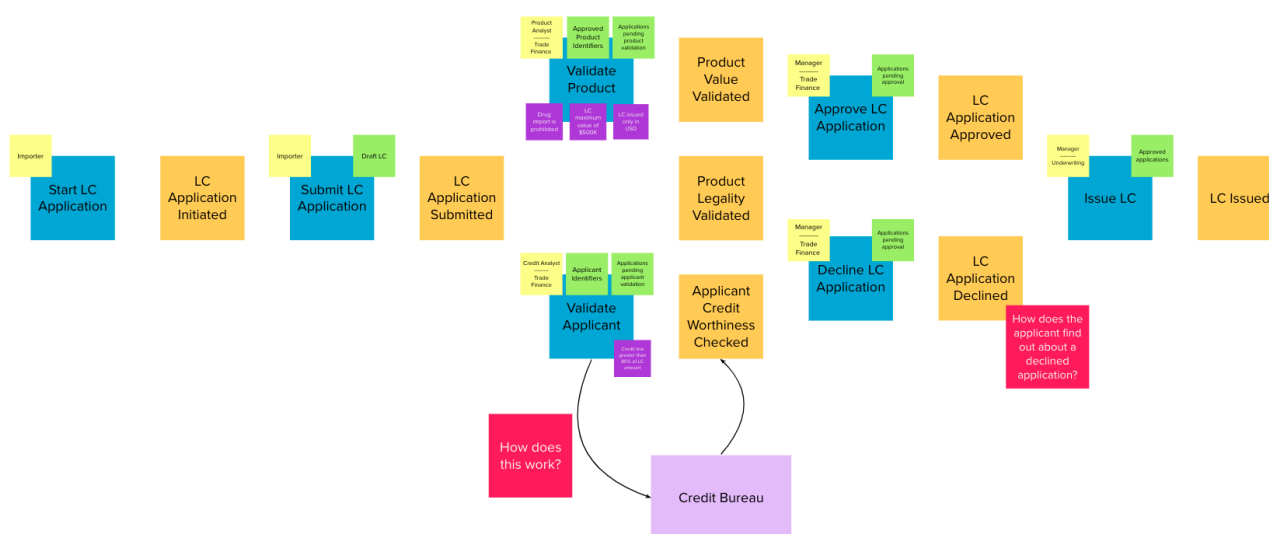 Product
Analyst
---------
Trade
Finance
Approved
Product
Identifiers
Applications
pending
product
validation
Validate
Product
Drug
import is
prohibited
LC
maximum
value of
$500K
LC issued
only in
USD
Product
Value
Validated
Manager
---------
Trade
Finance
Applications
pending
approval
Approve LC
Application
LC
Application
Approved
Importer
Start LC
Application
LC
Application
Initiated
Importer
Draft LC
Submit LC
Application
LC
Application
Submitted
Product
Legality
Validated
Manager
---------
Underwriting
Approved
applications
Issue LC
LC Issued
Credit Analyst
---------
Trade
Finance
Applicant
Identifiers
Applications
pending
applicant
validation
Validate
Applicant
Credit line
greater than
80% of LC
amount
Applicant
Credit
Worthiness
Checked
Manager
---------
Trade
Finance
Applications
pending
approval
Decline LC
Application
LC
Application
Declined
How does the
applicant find
out about a
declined
application?
How does
this work?
Credit Bureau